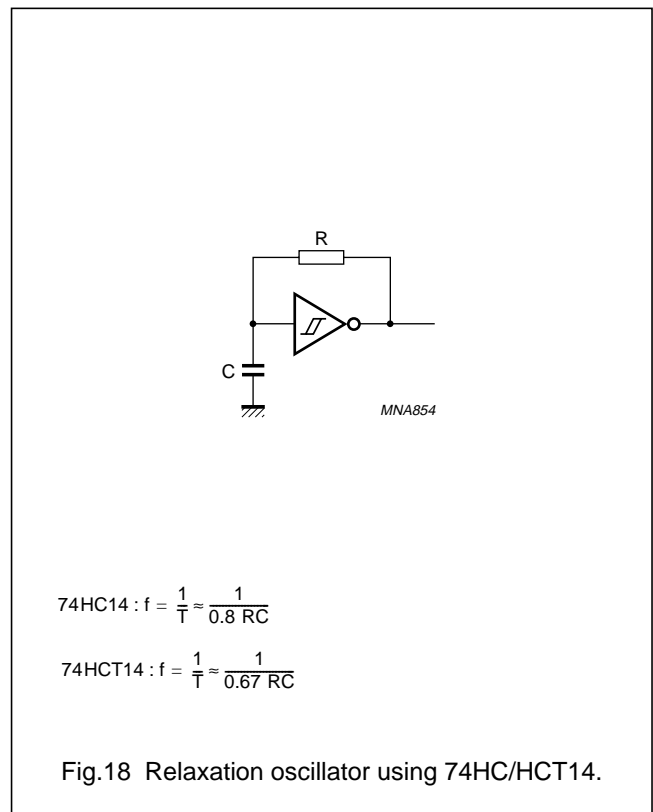 R
C
MNA854
74HC14 : f = 1/T ≈ 1/0.8 RC
74HCT14 : f = 1/T ≈ 1/0.67 RC
Fig.18 Relaxation oscillator using 74HC/HCT14.